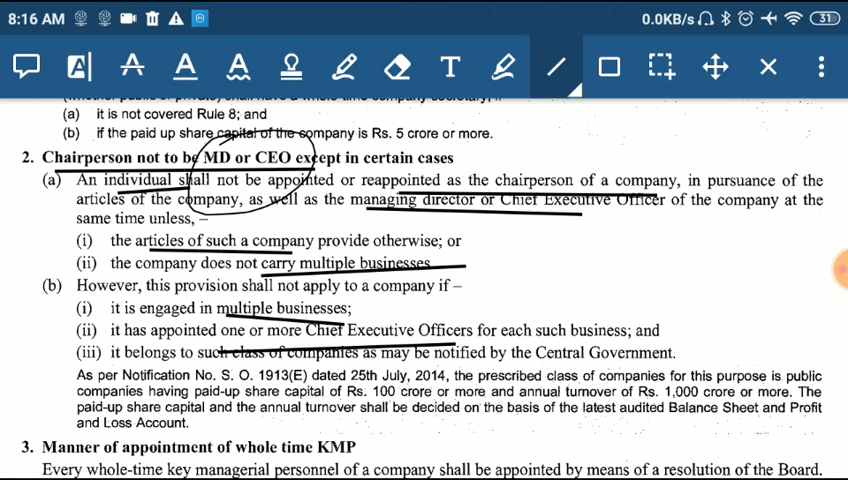 8:16 AM
0.0KB/s 31
A A A A T
(whether public or private) shall have a whole-time company secretary, if
(a) it is not covered Rule 8; and
(b) if the paid up share capital of the company is Rs. 5 crore or more.
2. Chairperson not to be MD or CEO except in certain cases
(a) An individual shall not be appointed or reappointed as the chairperson of a company, in pursuance of the
articles of the company, as well as the managing director or Chief Executive Officer of the company at the
same time unless, –
(i) the articles of such a company provide otherwise; or
(ii) the company does not carry multiple businesses
(b) However, this provision shall not apply to a company if –
(i) it is engaged in multiple businesses;
(ii) it has appointed one or more Chief Executive Officers for each such business; and
(iii) it belongs to such class of companies as may be notified by the Central Government.
As per Notification No. S. O. 1913(E) dated 25th July, 2014, the prescribed class of companies for this purpose is public
companies having paid-up share capital of Rs. 100 crore or more and annual turnover of Rs. 1,000 crore or more. The
paid-up share capital and the annual turnover shall be decided on the basis of the latest audited Balance Sheet and Profit
and Loss Account.
3. Manner of appointment of whole time KMP
Every whole-time key managerial personnel of a company shall be appointed by means of a resolution of the Board.